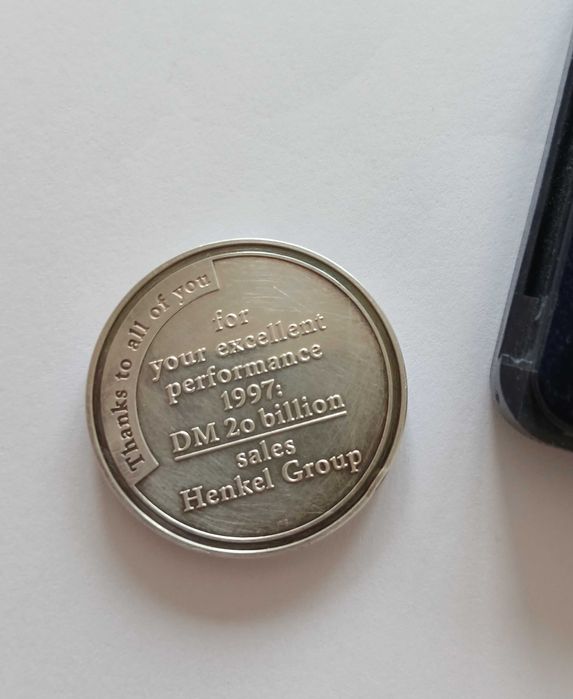 Thanks to all of you
for
your excellent
performance
1997:
DM 20 billion
sales
Henkel Group